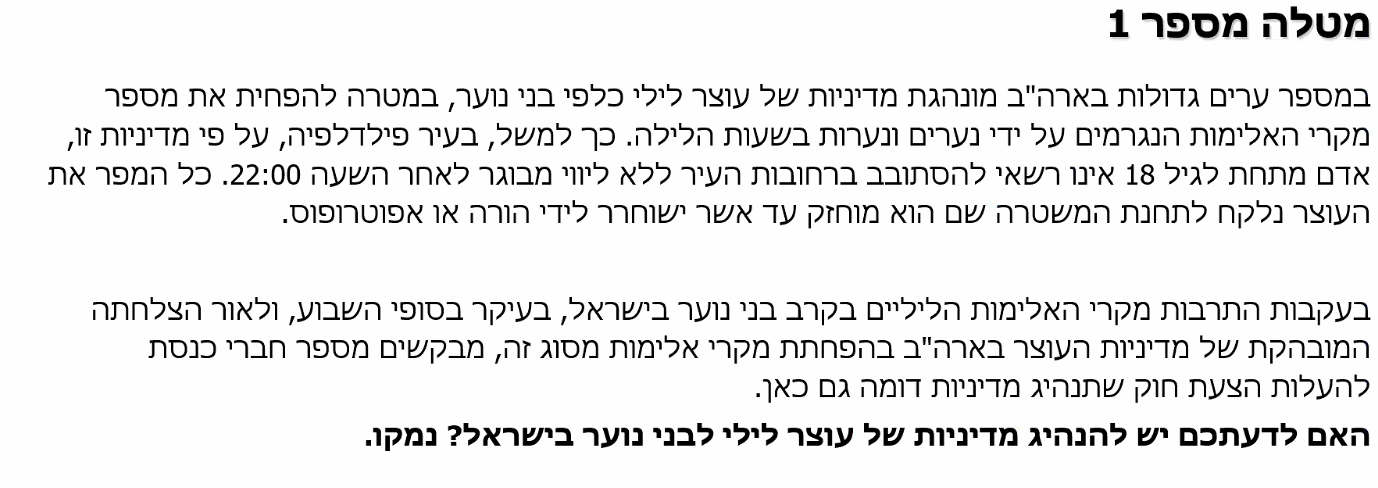 מטלה מספר 1
במספר ערים גדולות בארה"ב מונהגת מדיניות של עוצר לילי כלפי בני נוער, במטרה להפחית את מספר
מקרי האלימות הנגרמים על ידי נערים ונערות בשעות הלילה. כך למשל, בעיר פילדלפיה, על פי מדיניות זו,
אדם מתחת לגיל 18 אינו רשאי להסתובב ברחובות העיר ללא ליווי מבוגר לאחר השעה 22:00. כל המפר את
העוצר נלקח לתחנת המשטרה שם הוא מוחזק עד אשר ישוחרר לידי הורה או אפוטרופוס.
בעקבות התרבות מקרי האלימות הליליים בקרב בני נוער בישראל, בעיקר בסופי השבוע, ולאור הצלחתה
המובהקת של מדיניות העוצר בארה"ב בהפחתת מקרי אלימות מסוג זה, מבקשים מספר חברי כנסת
להעלות הצעת חוק שתנהיג מדיניות דומה גם כאן.
האם לדעתכם יש להנהיג מדיניות של עוצר לילי לבני נוער בישראל? נמקו.